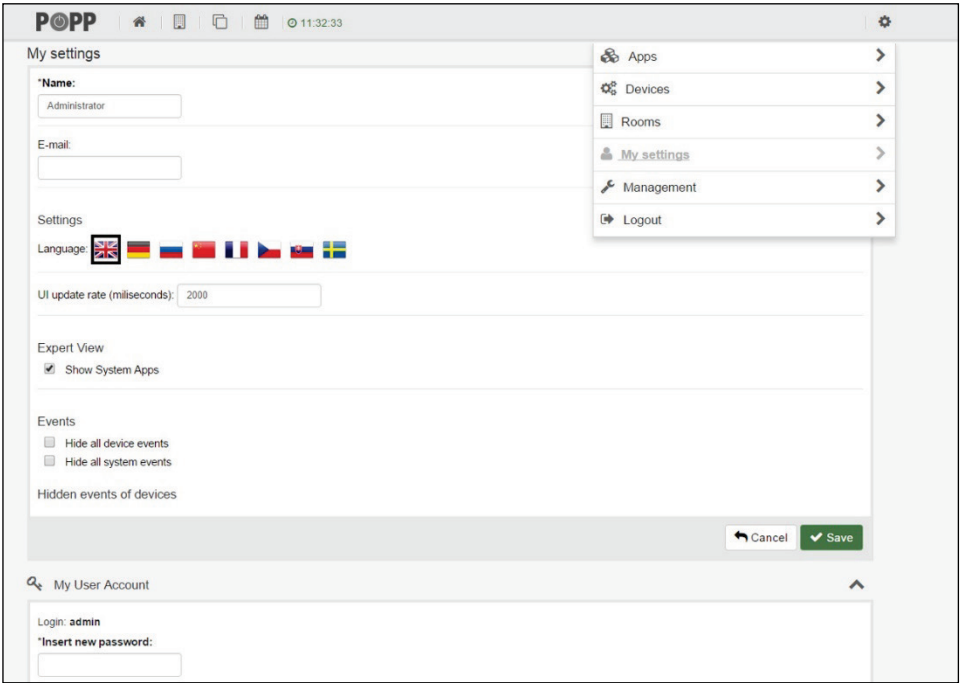 POPP 11:32:33
My settings
*Name:
Administrator
E-mail:
Settings
Language:
UI update rate (miliseconds): 2000
Expert View
Show System Apps
Events
Hide all device events
Hide all system events
Hidden events of devices
Cancel Save
My User Account
Login: admin
*Insert new password:
Apps
Devices
Rooms
My settings
Management
Logout